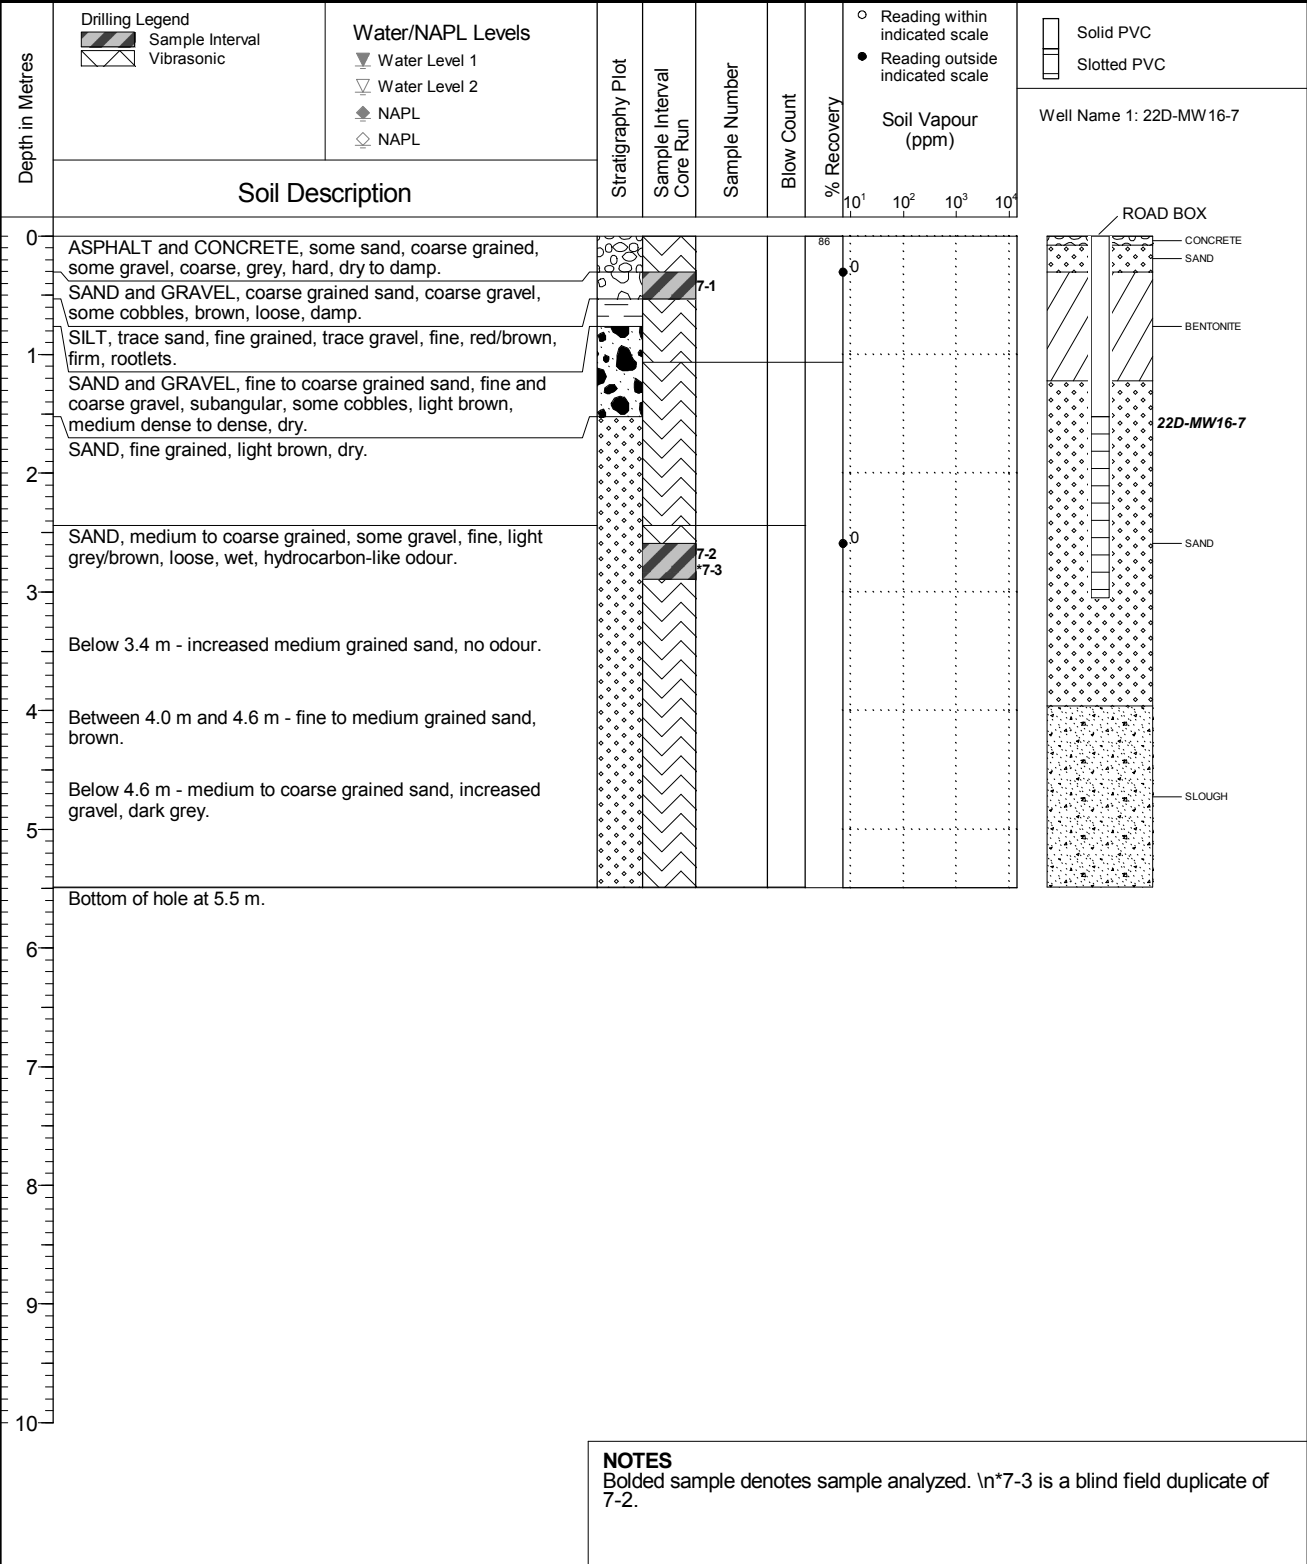 Drilling Legend
Sample Interval
Vibrasonic
Water/NAPL Levels
Water Level 1
Water Level 2
NAPL
NAPL
Depth in Metres
Soil Description
Stratigraphy Plot
Sample Interval
Core Run
Sample Number
Blow Count
% Recovery
Reading within
indicated scale
Reading outside
indicated scale
Soil Vapour
(ppm)
10¹ 10² 10³ 10⁴
Solid PVC
Slotted PVC
Well Name 1: 22D-MW16-7
ROAD BOX
0
ASPHALT and CONCRETE, some sand, coarse grained,
some gravel, coarse, grey, hard, dry to damp.
SAND and GRAVEL, coarse grained sand, coarse gravel,
some cobbles, brown, loose, damp.
SILT, trace sand, fine grained, trace gravel, fine, red/brown,
firm, rootlets.
SAND and GRAVEL, fine to coarse grained sand, fine and
coarse gravel, subangular, some cobbles, light brown,
medium dense to dense, dry.
SAND, fine grained, light brown, dry.
SAND, medium to coarse grained, some gravel, fine, light
grey/brown, loose, wet, hydrocarbon-like odour.
Below 3.4 m - increased medium grained sand, no odour.
Between 4.0 m and 4.6 m - fine to medium grained sand,
brown.
Below 4.6 m - medium to coarse grained sand, increased
gravel, dark grey.
Bottom of hole at 5.5 m.
1
2
3
4
5
6
7
8
9
10
7-1
7-2
*7-3
86
0
0
CONCRETE
SAND
BENTONITE
22D-MW16-7
SAND
SLOUGH
NOTES
Bolded sample denotes sample analyzed. \n*7-3 is a blind field duplicate of
7-2.